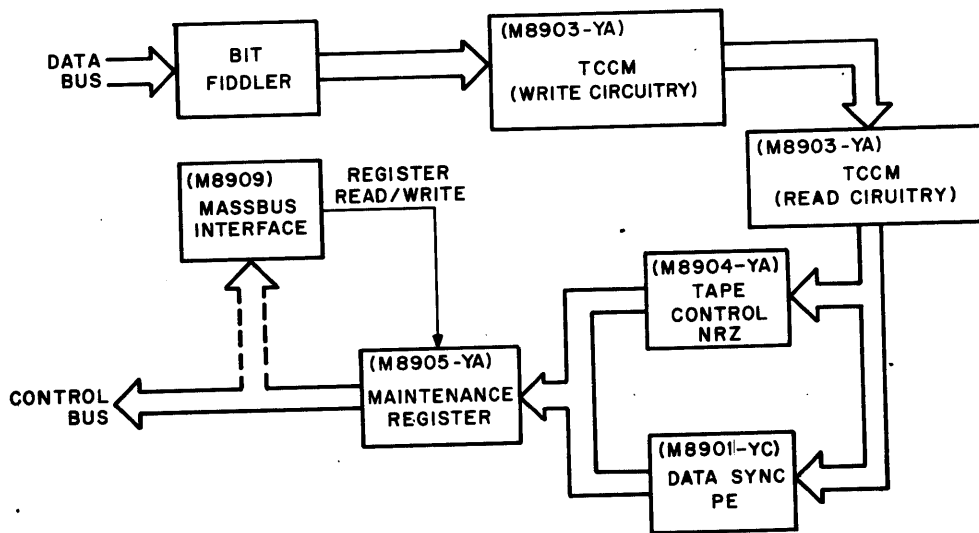 DATA
BUS
BIT
FIDDLER
(M8903-YA)
TCCM
(WRITE CIRCUITRY)
(M8903-YA)
TCCM
(READ CIRUITRY)
(M8909)
MASSBUS
INTERFACE
REGISTER
READ/WRITE
(M8904-YA)
TAPE
CONTROL
NRZ
(M8905-YA)
MAINTENANCE
REGISTER
CONTROL
BUS
(M8901-YC)
DATA SYNC
PE